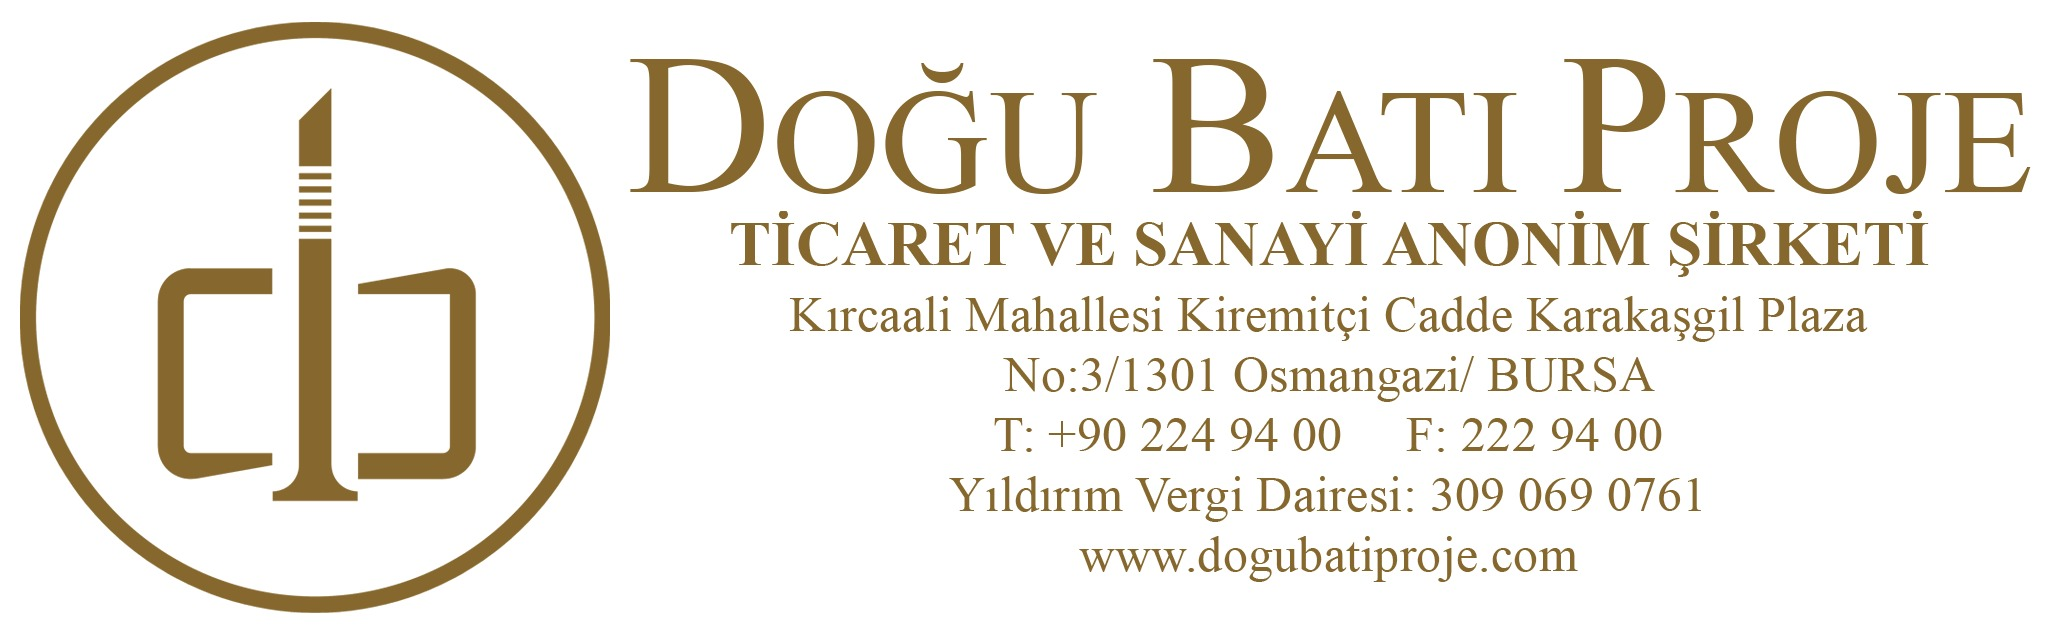 DOĞU BATI PROJE
TİCARET VE SANAYİ ANONİM ŞİRKETİ
Kırcaali Mahallesi Kiremitçi Cadde Karakaşgil Plaza
No:3/1301 Osmangazi/ BURSA
T: +90 224 94 00 F: 222 94 00
Yıldırım Vergi Dairesi: 309 069 0761
www.dogubatiproje.com